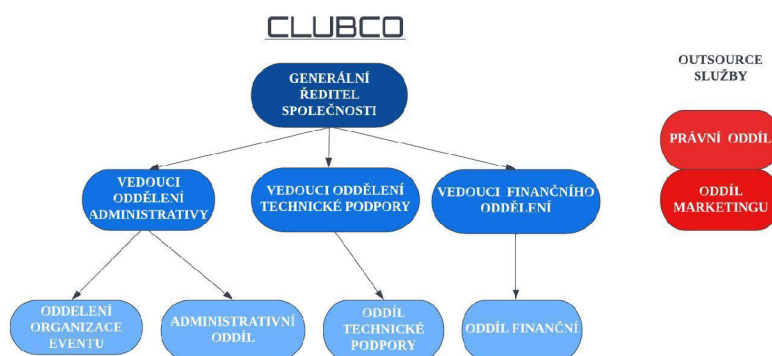 CLUBCO
GENERÁLNÍ
ŘEDITEL
SPOLEČNOSTI
OUTSOURCE
SLUŽBY
PRÁVNÍ ODDÍL
ODDÍL
MARKETINGU
VEDOUCI
ODDĚLENÍ
ADMINISTRATIVY
VEDOUCI ODDĚLENÍ
TECHNICKÉ PODPORY
VEDOUCI FINANČNÍHO
ODDĚLENÍ
ODDELENÍ
ORGANIZACE
EVENTU
ADMINISTRATIVNÍ
ODDÍL
ODDÍL
TECHNICKÉ
PODPORY
ODDÍL FINANČNÍ